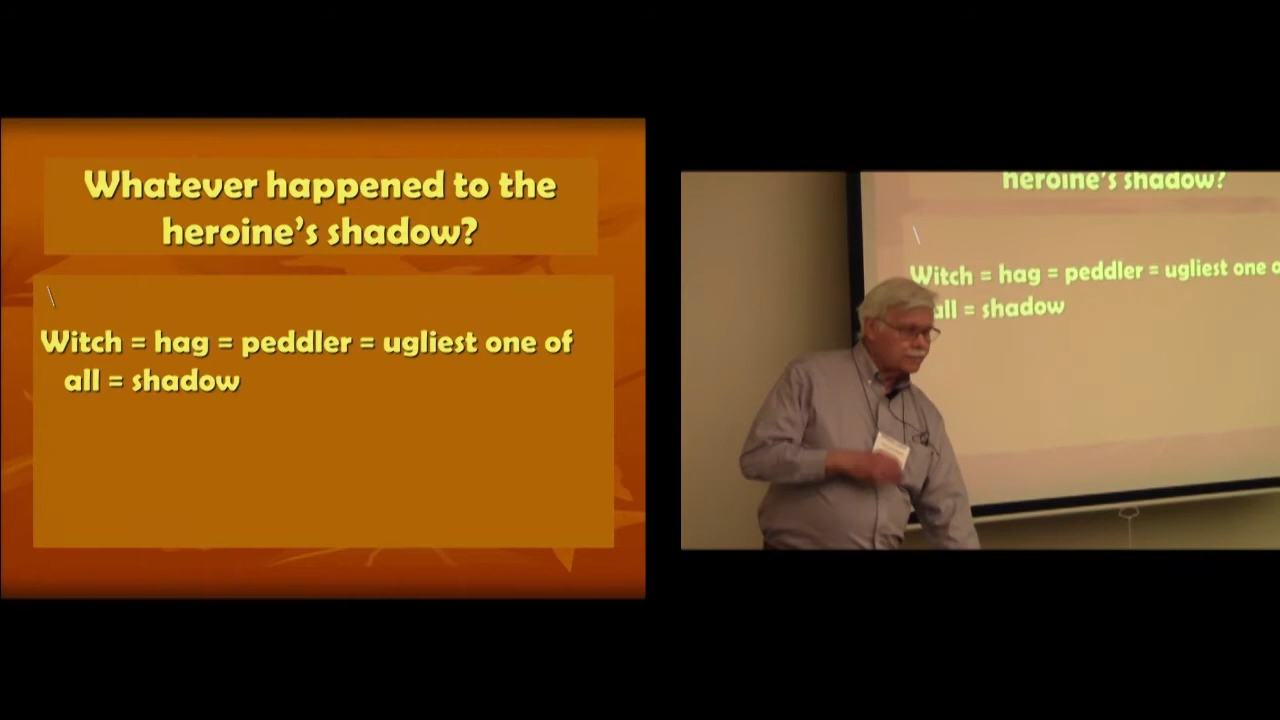 Whatever happened to the
heroine's shadow?
\
Witch = hag = peddler = ugliest one of
all = shadow
heroine's shadow?
\
Witch = hag = peddler = ugliest one o
all = shadow